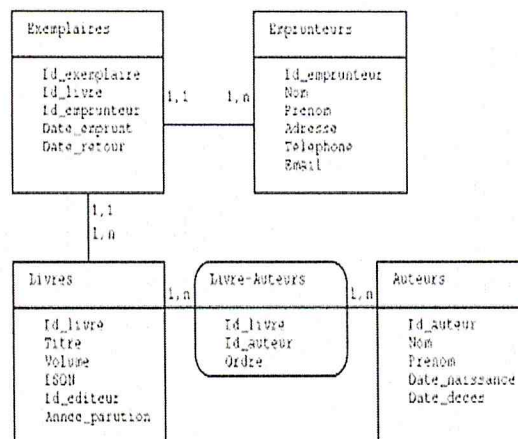 Exemplaires
Id_exemplaire
Id_livre
Id_emprunteur
Date_emprunt
Date_retour
1,1
1,n
Emprunteurs
Id_emprunteur
Nom
Prenom
Adresse
Telephone
Email
1,1
1,n
Livres
Id_livre
Titre
Volume
ISBN
Id_editeur
Annee_parution
1,n
Livre-Auteurs
Id_livre
Id_auteur
Ordre
1,n
Auteurs
Id_Auteur
Nom
Prenom
Date_naissance
Date_deces